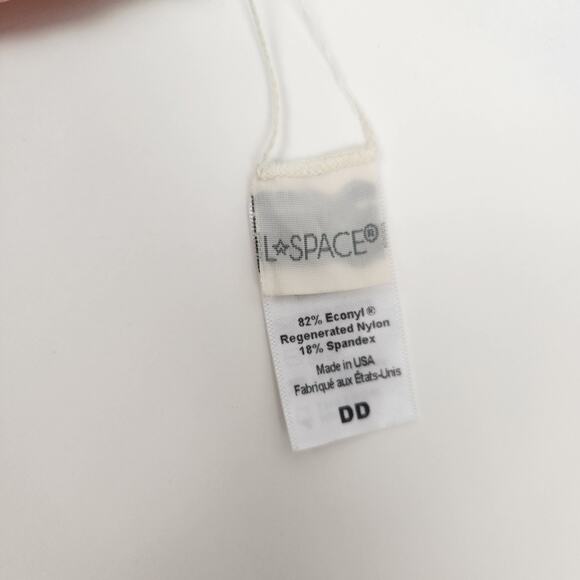 L☆SPACE®
82% Econyl®
Regenerated Nylon
18% Spandex
Made in USA
Fabriqué aux États-Unis
DD